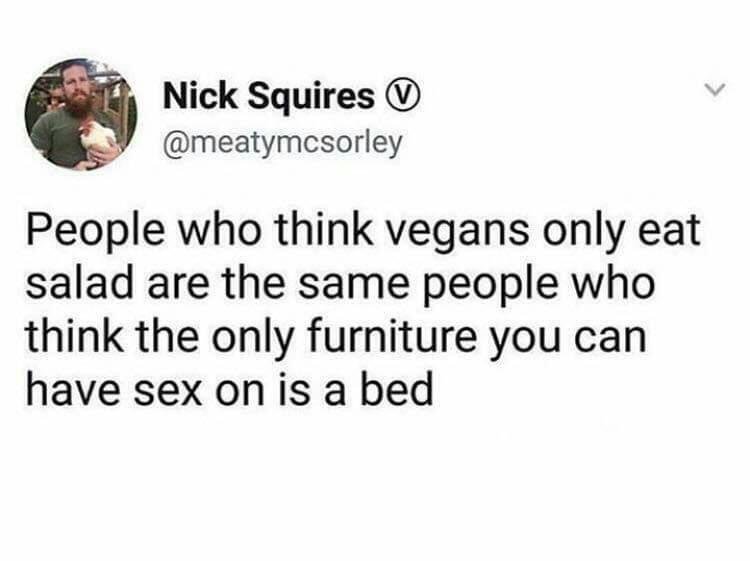 Nick Squires Ⓥ
@meatymcsorley
People who think vegans only eat
salad are the same people who
think the only furniture you can
have sex on is a bed